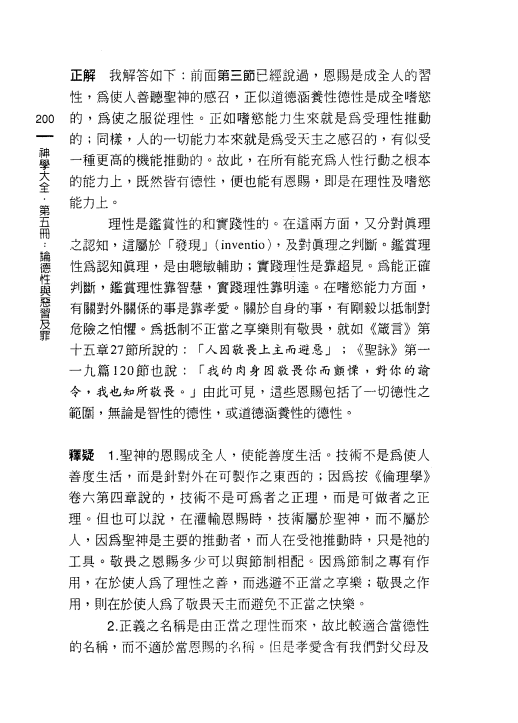 200
神學大全．第五冊：論德性與惡習及罪
正解　我解答如下：前面第三節已經說過，恩賜是成全人的習
性，爲使人善聽聖神的感召，正似道德涵養性德性是成全嗜慾
的，爲使之服從理性。正如嗜慾能力生來就是爲受理性推動
的；同樣，人的一切能力本來就是爲受天主之感召的，有似受
一種更高的機能推動的。故此，在所有能充爲人性行動之根本
的能力上，既然皆有德性，便也能有恩賜，即是在理性及嗜慾
能力上。
理性是鑑賞性的和實踐性的。在這兩方面，又分對眞理
之認知，這屬於「發現」（inventio），及對眞理之判斷。鑑賞理
性爲認知眞理，是由聰敏輔助；實踐理性是靠超見。爲能正確
判斷，鑑賞理性靠智慧，實踐理性靠明達。在嗜慾能力方面，
有關對外關係的事是靠孝愛。關於自身的事，有剛毅以抵制對
危險之怕懼。爲抵制不正當之享樂則有敬畏，就如《箴言》第
十五章27節所說的：「人因敬畏上主而避惡」；《聖詠》第一
一九篇120節也說：「我的肉身因敬畏你而顫慄，對你的諭
令，我也知所敬畏。」由此可見，這些恩賜包括了一切德性之
範圍，無論是智性的德性，或道德涵養性的德性。
釋疑　1.聖神的恩賜成全人，使能善度生活。技術不是爲使人
善度生活，而是針對外在可製作之東西的；因爲按《倫理學》
卷六第四章說的，技術不是可爲者之正理，而是可做者之正
理。但也可以說，在灌輸恩賜時，技術屬於聖神，而不屬於
人，因爲聖神是主要的推動者，而人在受祂推動時，只是祂的
工具。敬畏之恩賜多少可以與節制相配。因爲節制之專有作
用，在於使人爲了理性之善，而逃避不正當之享樂；敬畏之作
用，則在於使人爲了敬畏天主而避免不正當之快樂。
2.正義之名稱是由正當之理性而來，故比較適合當德性
的名稱，而不適於當恩賜的名稱。但是孝愛含有我們對父母及